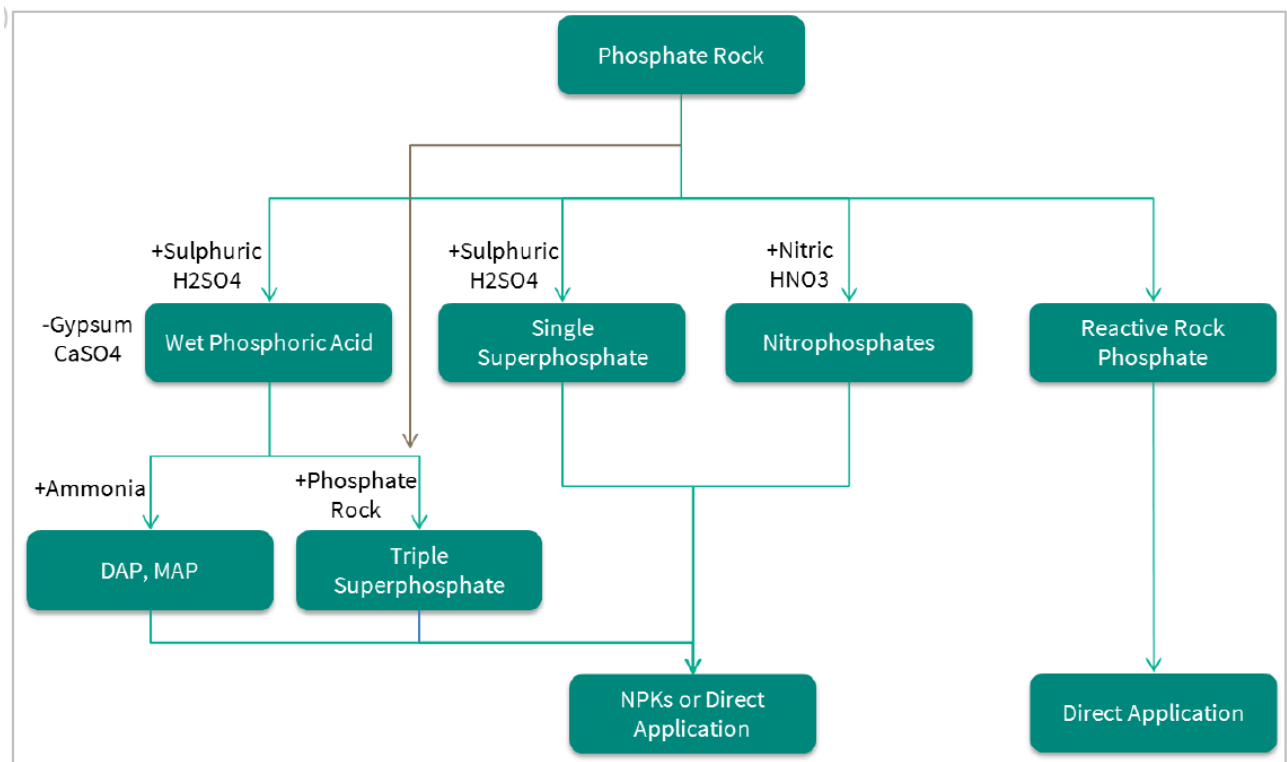 Phosphate Rock
+Sulphuric
H2SO4
+Sulphuric
H2SO4
+Nitric
HNO3
-Gypsum
CaSO4
Wet Phosphoric Acid
Single
Superphosphate
Nitrophosphates
Reactive Rock
Phosphate
+Ammonia
+Phosphate
Rock
DAP, MAP
Triple
Superphosphate
NPKs or Direct
Application
Direct Application